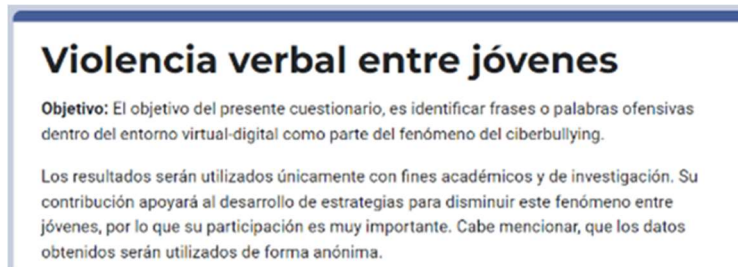 Violencia verbal entre jóvenes
Objetivo: El objetivo del presente cuestionario, es identificar frases o palabras ofensivas
dentro del entorno virtual-digital como parte del fenómeno del ciberbullying.
Los resultados serán utilizados únicamente con fines académicos y de investigación. Su
contribución apoyará al desarrollo de estrategias para disminuir este fenómeno entre
jóvenes, por lo que su participación es muy importante. Cabe mencionar, que los datos
obtenidos serán utilizados de forma anónima.